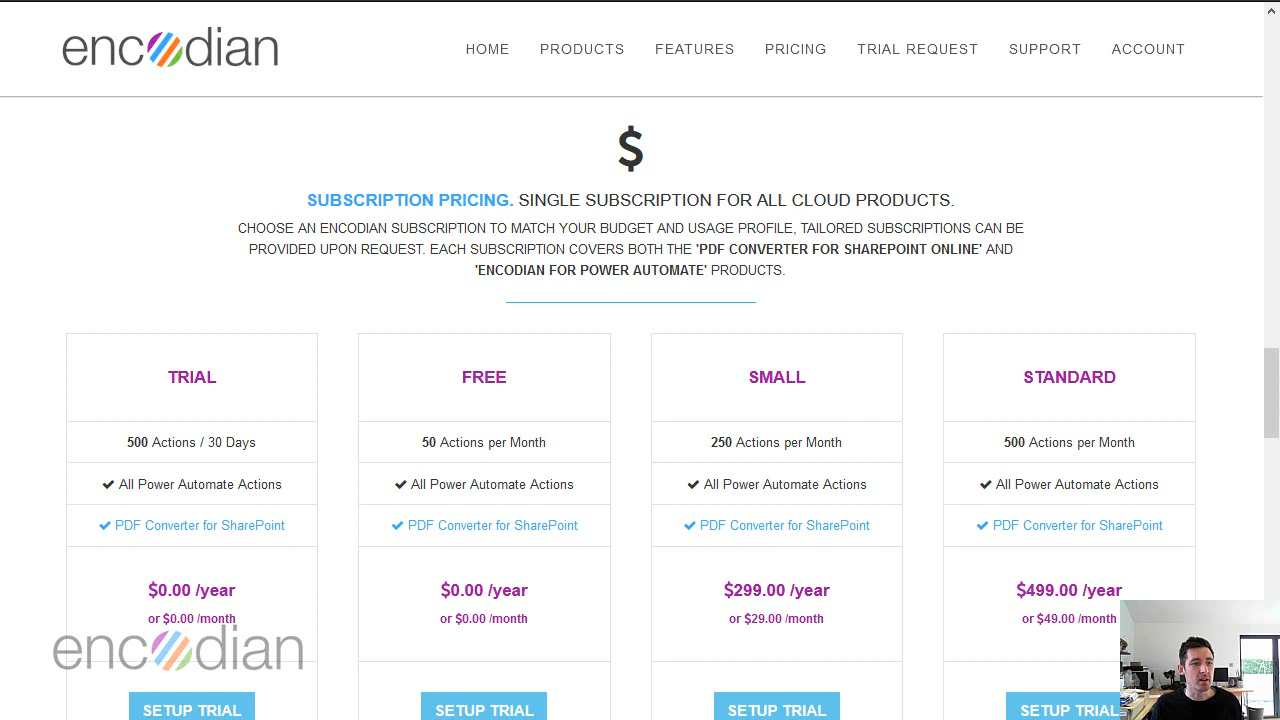 encodian
HOME PRODUCTS FEATURES PRICING TRIAL REQUEST SUPPORT ACCOUNT
$
SUBSCRIPTION PRICING. SINGLE SUBSCRIPTION FOR ALL CLOUD PRODUCTS.
CHOOSE AN ENCODIAN SUBSCRIPTION TO MATCH YOUR BUDGET AND USAGE PROFILE, TAILORED SUBSCRIPTIONS CAN BE
PROVIDED UPON REQUEST. EACH SUBSCRIPTION COVERS BOTH THE 'PDF CONVERTER FOR SHAREPOINT ONLINE' AND
'ENCODIAN FOR POWER AUTOMATE' PRODUCTS.
TRIAL
500 Actions / 30 Days
✔ All Power Automate Actions
✔ PDF Converter for SharePoint
$0.00 /year
or $0.00 /month
SETUP TRIAL
FREE
50 Actions per Month
✔ All Power Automate Actions
✔ PDF Converter for SharePoint
$0.00 /year
or $0.00 /month
SETUP TRIAL
SMALL
250 Actions per Month
✔ All Power Automate Actions
✔ PDF Converter for SharePoint
$299.00 /year
or $29.00 /month
SETUP TRIAL
STANDARD
500 Actions per Month
✔ All Power Automate Actions
✔ PDF Converter for SharePoint
$499.00 /year
or $49.00 /month
SETUP TRIAL
encodian